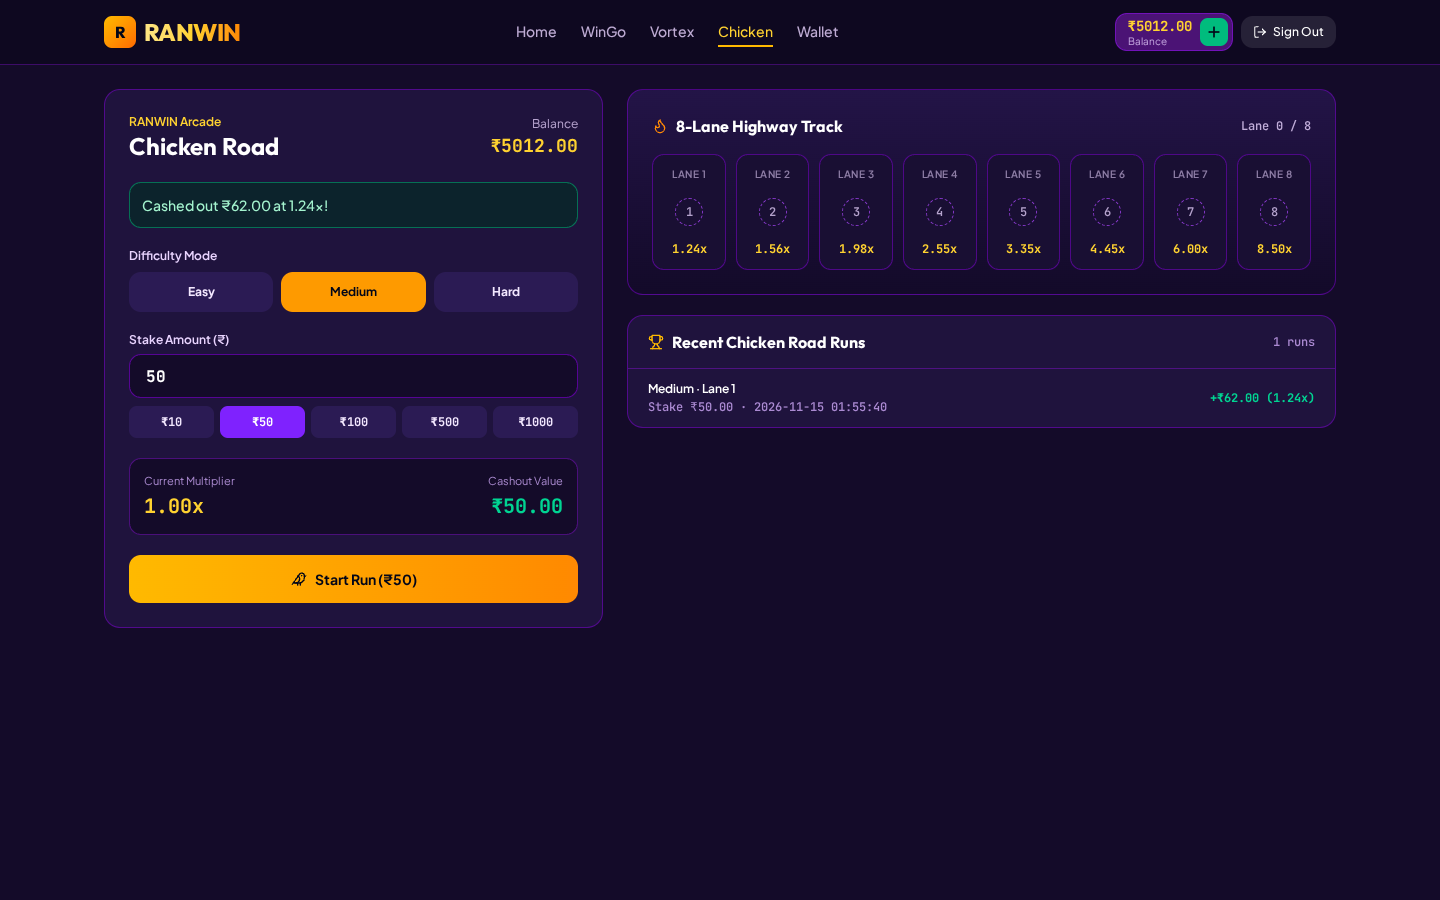 R RANWIN
Home WinGo Vortex Chicken Wallet
₹5012.00
Balance
Sign Out
RANWIN Arcade
Chicken Road
Balance
₹5012.00
Cashed out ₹62.00 at 1.24×!
Difficulty Mode
Easy Medium Hard
Stake Amount (₹)
50
₹10 ₹50 ₹100 ₹500 ₹1000
Current Multiplier
1.00x
Cashout Value
₹50.00
Start Run (₹50)
8-Lane Highway Track
Lane 0 / 8
LANE 1 LANE 2 LANE 3 LANE 4 LANE 5 LANE 6 LANE 7 LANE 8
1 2 3 4 5 6 7 8
1.24x 1.56x 1.98x 2.55x 3.35x 4.45x 6.00x 8.50x
Recent Chicken Road Runs
1 runs
Medium · Lane 1
Stake ₹50.00 · 2026-11-15 01:55:40
+₹62.00 (1.24x)